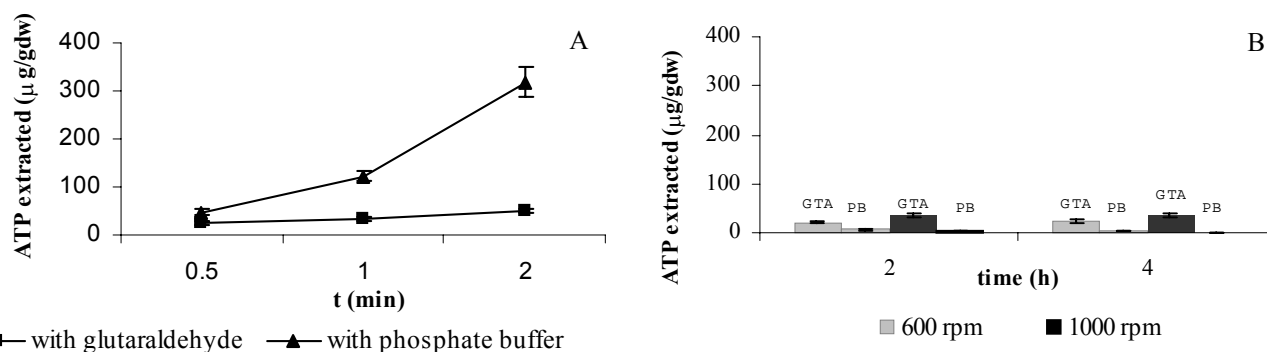 A
ATP extracted (μg/gdw)
400
300
200
100
0
0.5 1 2
t (min)
with glutaraldehyde with phosphate buffer
B
ATP extracted (μg/gdw)
400
300
200
100
0
GTA PB GTA PB GTA PB GTA PB
2 4
time (h)
600 rpm 1000 rpm